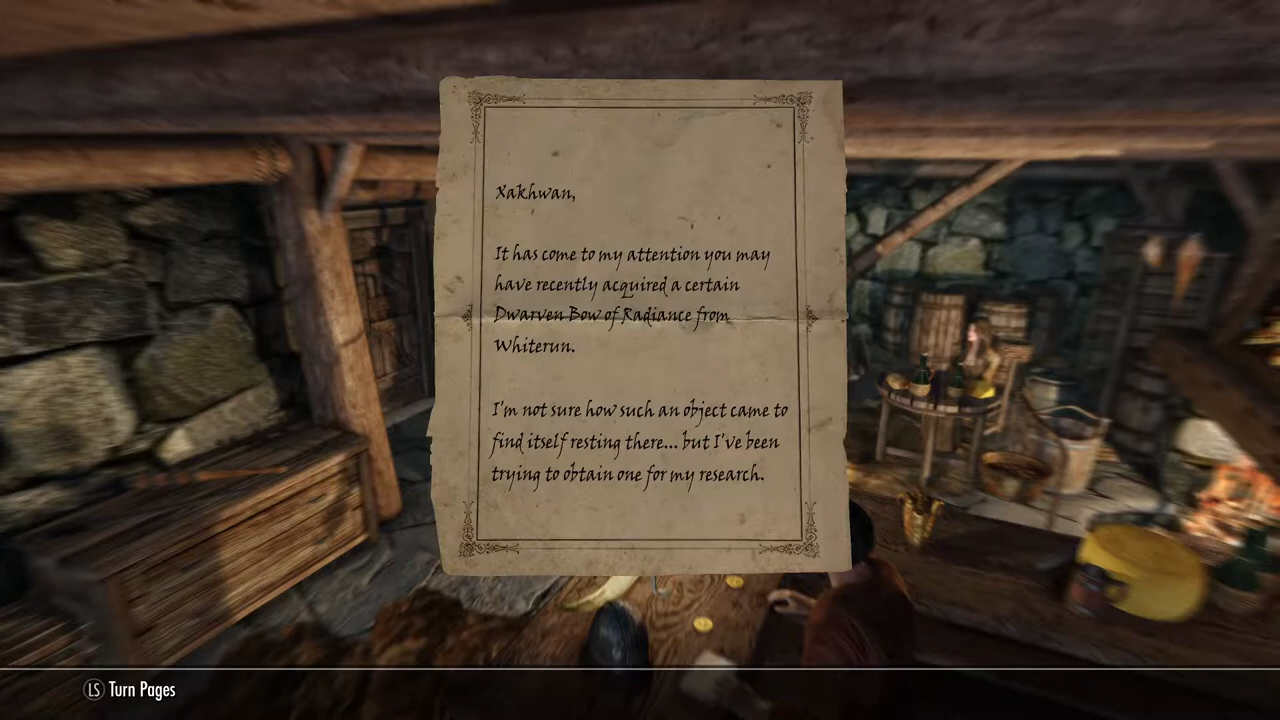 Xakhwan,
It has come to my attention you may
have recently acquired a certain
Dwarven Bow of Radiance from
Whiterun.
I'm not sure how such an object came to
find itself resting there... but I've been
trying to obtain one for my research.
LS Turn Pages